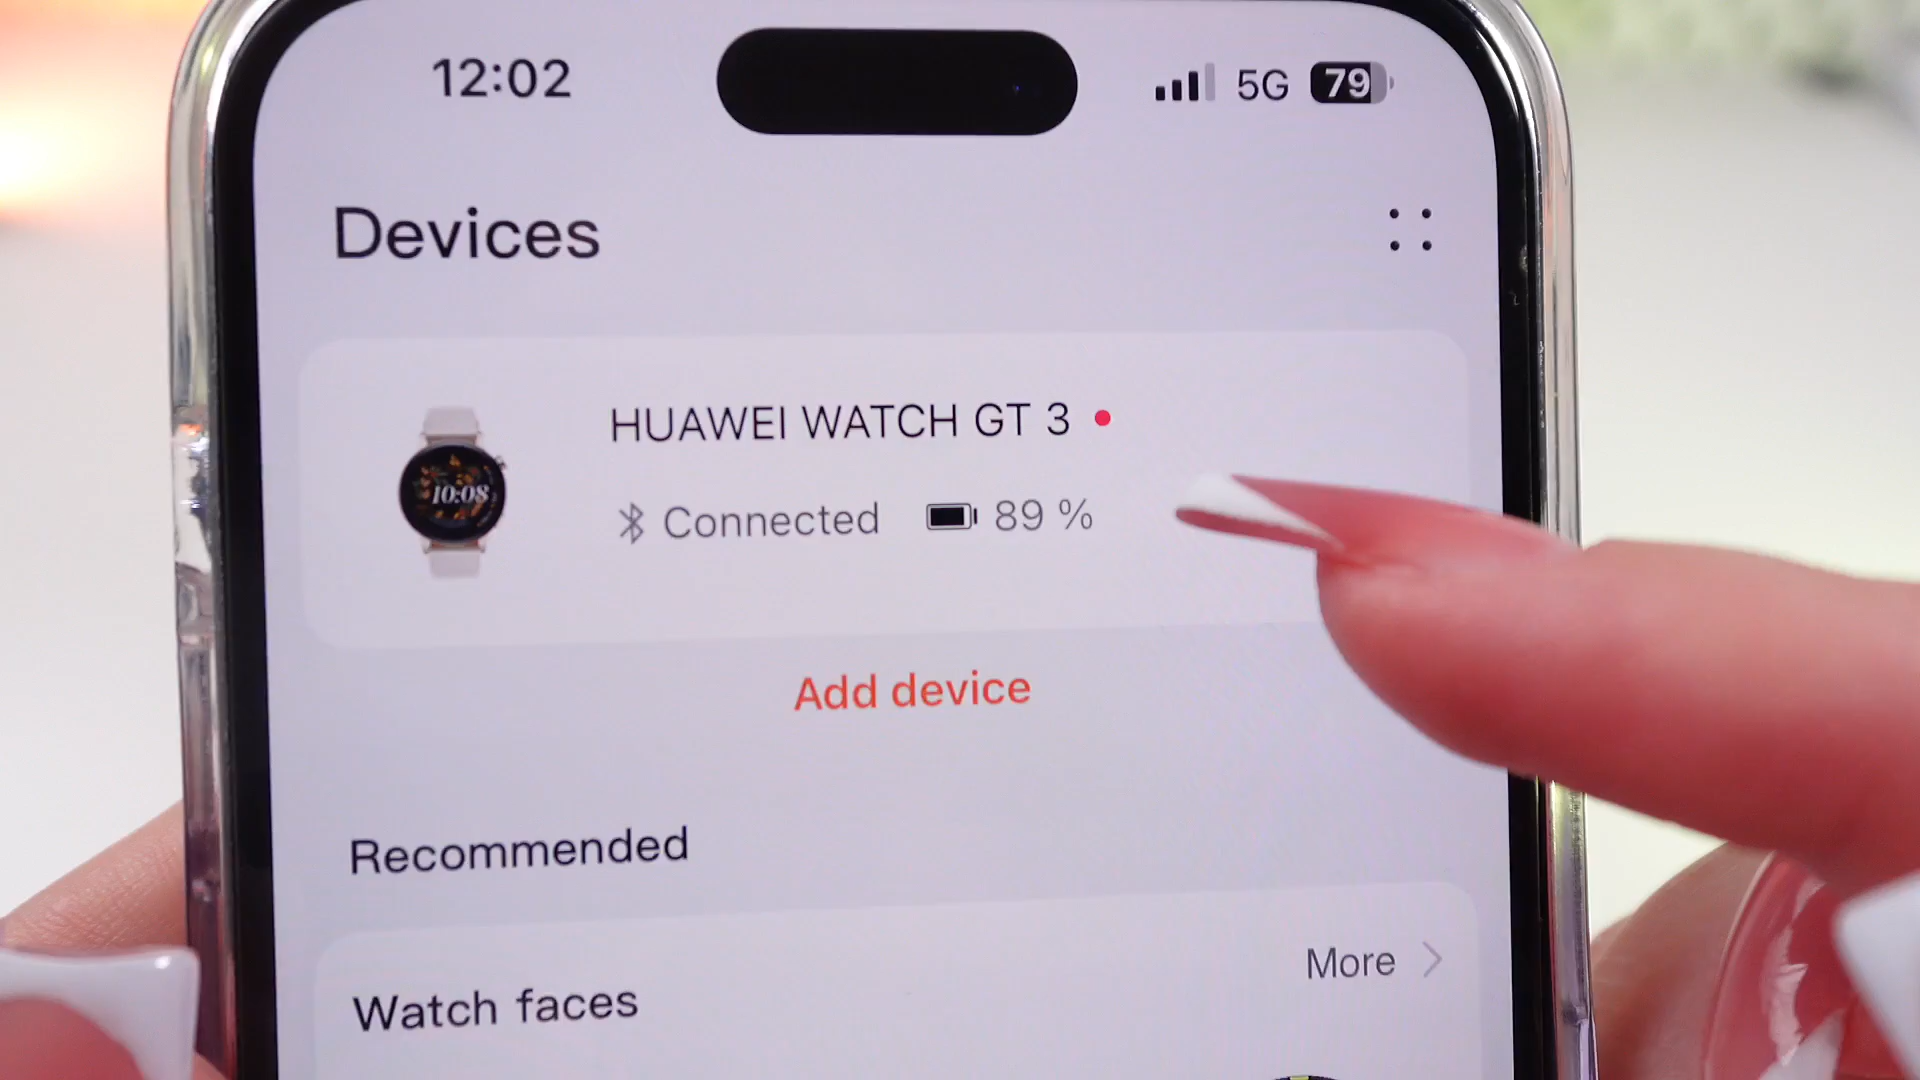 12:02 5G 79
Devices
HUAWEI WATCH GT 3
10:08
Connected 89 %
Add device
Recommended
More
Watch faces